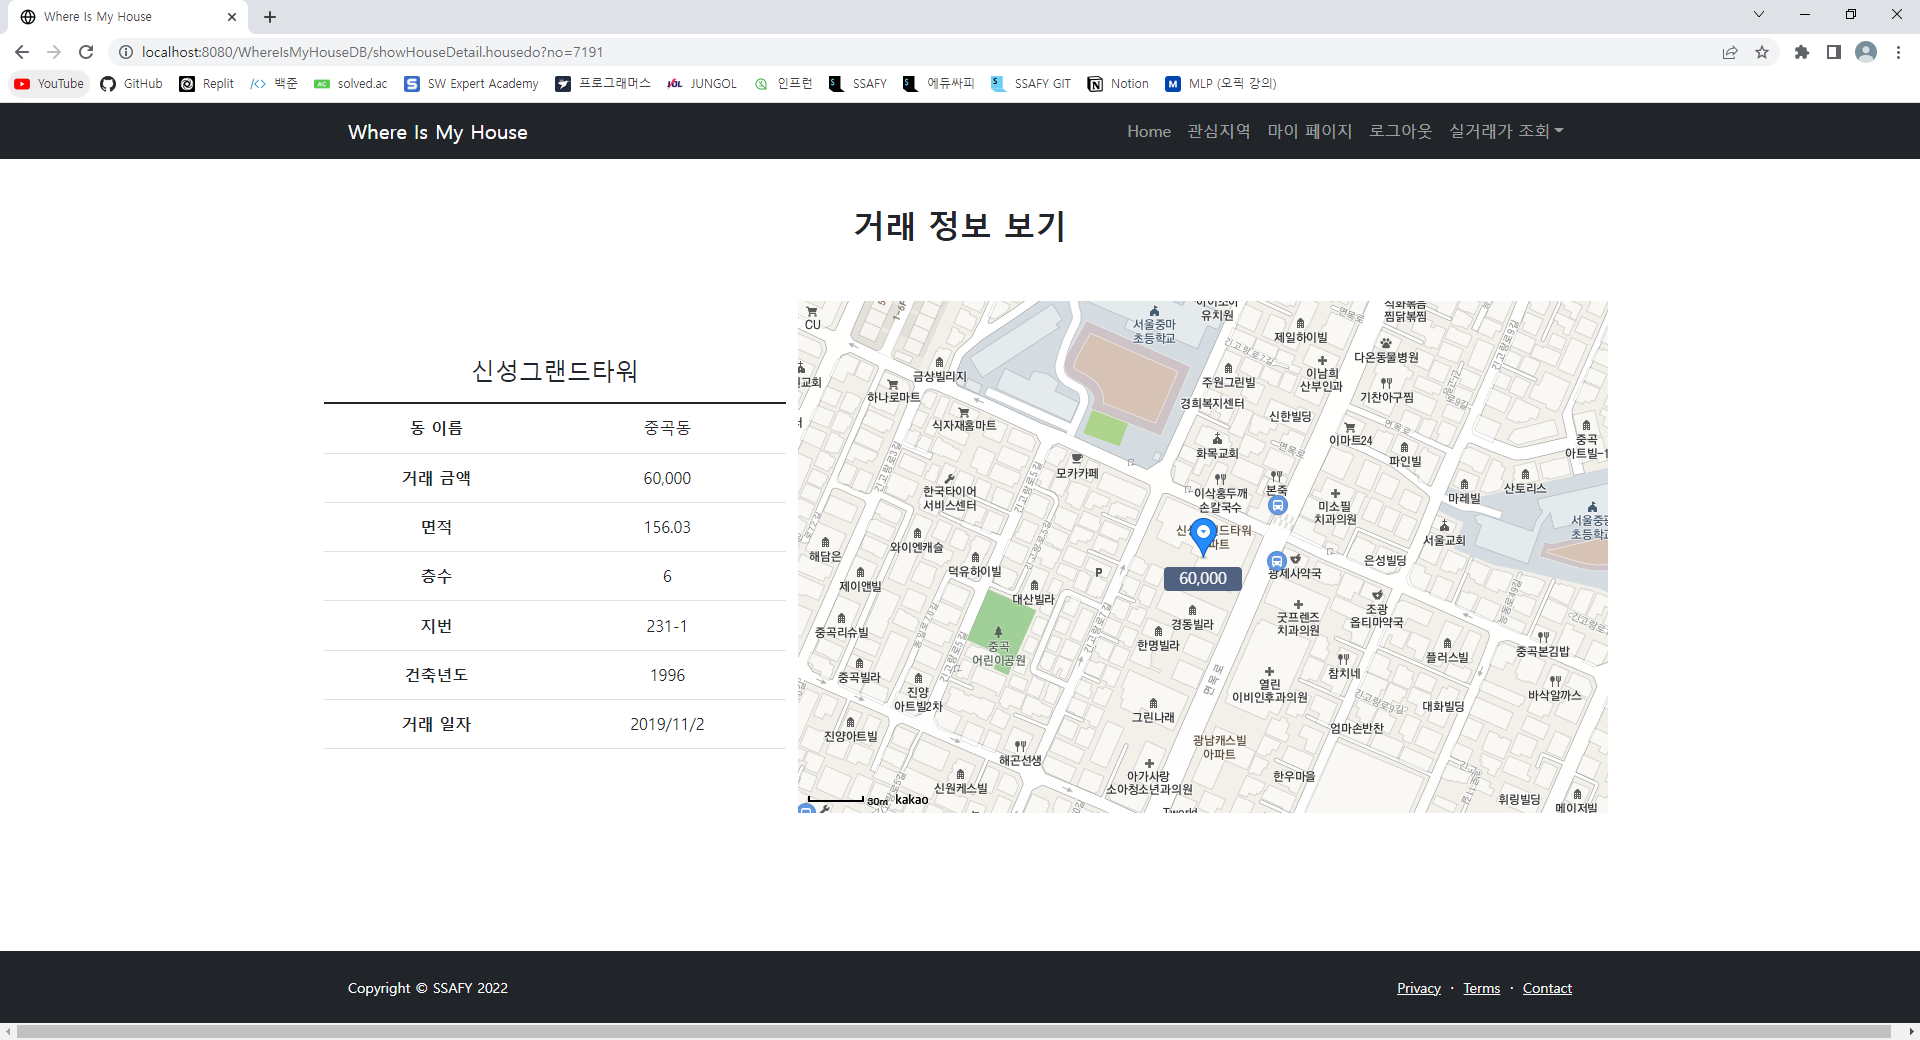 Where Is My House
localhost:8080/WhereIsMyHouseDB/showHouseDetail.housedo?no=7191
YouTube GitHub Replit 백준 solved.ac SW Expert Academy 프로그래머스 JUNGOL 인프런 SSAFY 에듀싸피 SSAFY GIT Notion MLP (오픽 강의)
Where Is My House
Home 관심지역 마이 페이지 로그아웃 실거래가 조회
거래 정보 보기
신성그랜드타워
동 이름 중곡동
거래 금액 60,000
면적 156.03
층수 6
지번 231-1
건축년도 1996
거래 일자 2019/11/2
CU
유치원
서울중마
초등학교
제일하이빌
찜닭볶음
다온동물병원
금상빌리지
하나로마트
주원그린빌
이남희
산부인과
기찬아구찜
경희복지센터
신한빌딩
식자재홈마트
이마트24
중곡
화목교회
파인빌
모카카페
한국타이어
서비스센터
이삭홍두깨
손칼국수
본죽
미소필
치과의원
마레빌
산토리스
와이엔캐슬
해담은
서울교회
덕유하이빌
제이앤빌
P
60,000
광제사약국
은성빌딩
대산빌라
경동빌라
한명빌라
굿프렌즈
치과의원
조광
옵티마약국
중곡리슈빌
중곡
어린이공원
플러스빌
중곡본김밥
중곡빌라
진양
아트빌2차
열린
이비인후과의원
참치네
바삭알까스
그린나래
면목로
대화빌딩
진양아트빌
광남캐스빌
아파트
엄마손반찬
해곤선생
아가사랑
소아청소년과의원
한우마을
신원케스빌
휘링빌딩
메이저빌
30m kakao
Tworld
Copyright © SSAFY 2022
Privacy · Terms · Contact